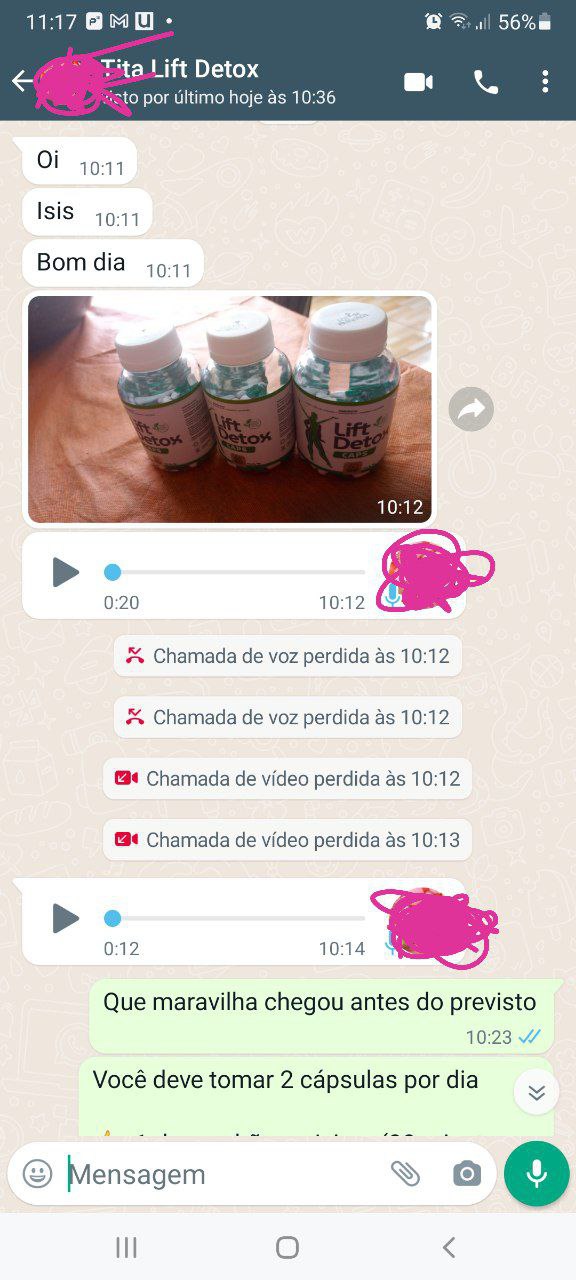 11:17
56%
Tita Lift Detox
sto por último hoje às 10:36
Oi 10:11
Isis 10:11
Bom dia 10:11
Lift
Detox
CAPS
Lift
Detox
CAPS
Lift
Detox
CAPS
10:12
0:20 10:12
Chamada de voz perdida às 10:12
Chamada de voz perdida às 10:12
Chamada de vídeo perdida às 10:12
Chamada de vídeo perdida às 10:13
0:12 10:14
Que maravilha chegou antes do previsto
10:23
Você deve tomar 2 cápsulas por dia
Mensagem